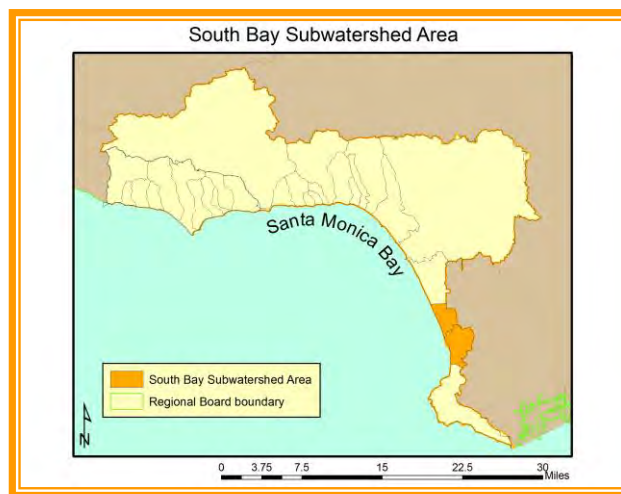 South Bay Subwatershed Area
Santa Monica Bay
South Bay Subwatershed Area
Regional Board boundary
N
0 3.75 7.5 15 22.5 30
Miles